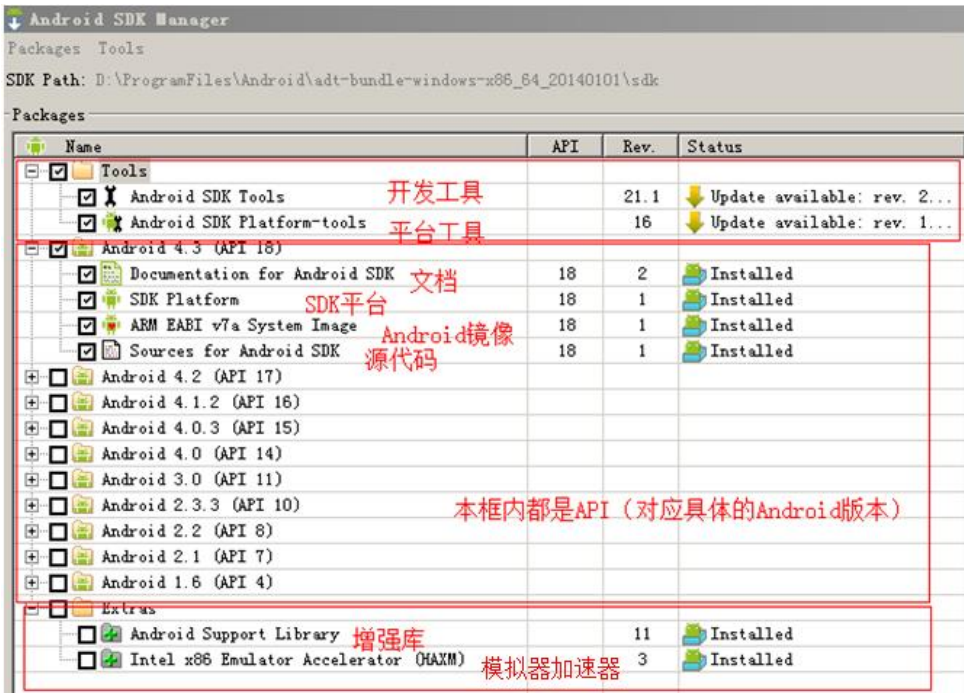 Android SDK Manager
Packages Tools
SDK Path: D:\ProgramFiles\Android\adt-bundle-windows-x86_64_20140101\sdk
Packages
Name API Rev. Status
Tools
Android SDK Tools 开发工具 21.1 Update available: rev. 2...
Android SDK Platform-tools 平台工具 16 Update available: rev. 1...
Android 4.3 (API 18)
Documentation for Android SDK 文档 18 2 Installed
SDK Platform SDK平台 18 1 Installed
ARM EABI v7a System Image Android镜像 18 1 Installed
Sources for Android SDK 源代码 18 1 Installed
Android 4.2 (API 17)
Android 4.1.2 (API 16)
Android 4.0.3 (API 15)
Android 4.0 (API 14)
Android 3.0 (API 11)
Android 2.3.3 (API 10)
本框内都是API（对应具体的Android版本）
Android 2.2 (API 8)
Android 2.1 (API 7)
Android 1.6 (API 4)
Extras
Android Support Library 增强库 11 Installed
Intel x86 Emulator Accelerator (HAXM) 模拟器加速器 3 Installed